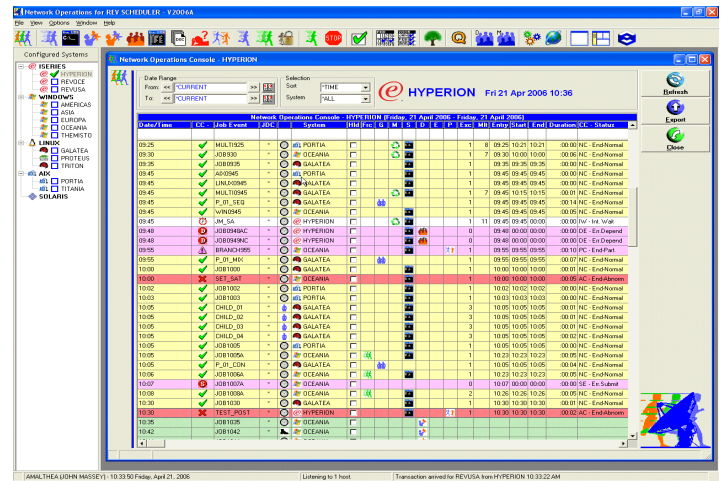 Network Operations for REV SCHEDULER - V2006A
File View Options Window Help
Configured Systems
ISERIES
HYPERION
REVOCE
REVUSA
WINDOWS
AMERICAS
ASIA
EUROPA
OCEANIA
THEMISTO
LINUX
GALATEA
PROTEUS
TRITON
AIX
PORTIA
TITANIA
SOLARIS
Network Operations Console - HYPERION
Date Range
From: << *CURRENT >>
To: << *CURRENT >>
Selection
Sort *TIME
System *ALL
HYPERION Fri 21 Apr 2006 10:36
Refresh
Export
Close
Network Operations Console - HYPERION (Friday, 21 April 2006 - Friday, 21 April 2006)
Date/Time CC - Job Event JDC System Hld Frc G M S D E P Exc Mlt Entry Start End Duration CC - Status
09:25 MULTI925 * PORTIA 1 8 09:25 10:21 10:21 :00:00 NC - End-Normal
09:30 JOB930 * OCEANIA 1 7 09:30 10:00 10:00 :00:06 NC - End-Normal
09:35 JOB0935 * GALATEA 1 09:35 09:35 09:35 :00:00 NC - End-Normal
09:45 AIX0945 * PORTIA 1 09:45 09:45 09:45 :00:00 NC - End-Normal
09:45 LINUX0945 * GALATEA 1 09:45 09:45 09:45 :00:01 NC - End-Normal
09:45 MULTI0945 * GALATEA 1 7 09:45 10:15 10:15 :00:01 NC - End-Normal
09:45 P_01_SEQ * GALATEA 1 09:45 09:45 09:45 :00:14 NC - End-Normal
09:45 WIN0945 * OCEANIA 1 09:45 09:45 09:45 :00:05 NC - End-Normal
09:45 JM_SA * HYPERION 1 11 09:45 09:45 00:00 :00:00 IW - Int. Wait
09:48 JOB0948AC * HYPERION 0 09:48 00:00 00:00 :00:00 DE - Err.Depend
09:48 JOB0949NC * HYPERION 0 09:48 00:00 00:00 :00:00 DE - Err.Depend
09:55 BRANCH955 * OCEANIA 1 09:55 09:55 09:55 :00:10 PC - End-Part.
09:55 P_01_MIX * GALATEA 1 09:55 09:55 09:55 :00:07 NC - End-Normal
10:00 JOB1000 * GALATEA 1 10:00 10:00 10:00 :00:01 NC - End-Normal
10:00 SET_SAT * OCEANIA 1 10:00 10:00 10:00 :00:05 AC - End-Abnorm
10:02 JOB1002 * PORTIA 1 10:02 10:02 10:02 :00:00 NC - End-Normal
10:03 JOB1003 * PORTIA 1 10:03 10:03 10:03 :00:00 NC - End-Normal
10:05 CHILD_01 GALATEA 3 10:05 10:05 10:05 :00:00 NC - End-Normal
10:05 CHILD_02 GALATEA 3 10:05 10:05 10:05 :00:01 NC - End-Normal
10:05 CHILD_03 GALATEA 3 10:05 10:05 10:05 :00:00 NC - End-Normal
10:05 CHILD_04 GALATEA 3 10:05 10:05 10:05 :00:01 NC - End-Normal
10:05 JOB1005 * PORTIA 1 10:05 10:05 10:05 :00:00 NC - End-Normal
10:05 JOB1005A * OCEANIA 1 10:23 10:23 10:23 :00:05 NC - End-Normal
10:05 P_01_CON * GALATEA 1 10:05 10:05 10:05 :00:04 NC - End-Normal
10:06 JOB1006A * OCEANIA 1 10:23 10:23 10:23 :00:05 NC - End-Normal
10:07 JOB1007A * OCEANIA 0 10:07 00:00 00:00 :00:00 SE - Err.Submit
10:08 JOB1008A * OCEANIA 2 10:26 10:26 10:26 :00:05 NC - End-Normal
10:30 JOB1030 * GALATEA 1 10:30 10:30 10:30 :00:01 NC - End-Normal
10:30 TEST_POST * HYPERION 1 10:30 10:30 10:30 :00:02 AC - End-Abnorm
10:35 JOB1035 * OCEANIA
10:42 JOB1042 * OCEANIA
AMALTHEA (JOHN MASSEY) - 10:33:50 Friday, April 21, 2006 Listening to 1 host. Transaction arrived for REVUSA from HYPERION 10:33:22 AM